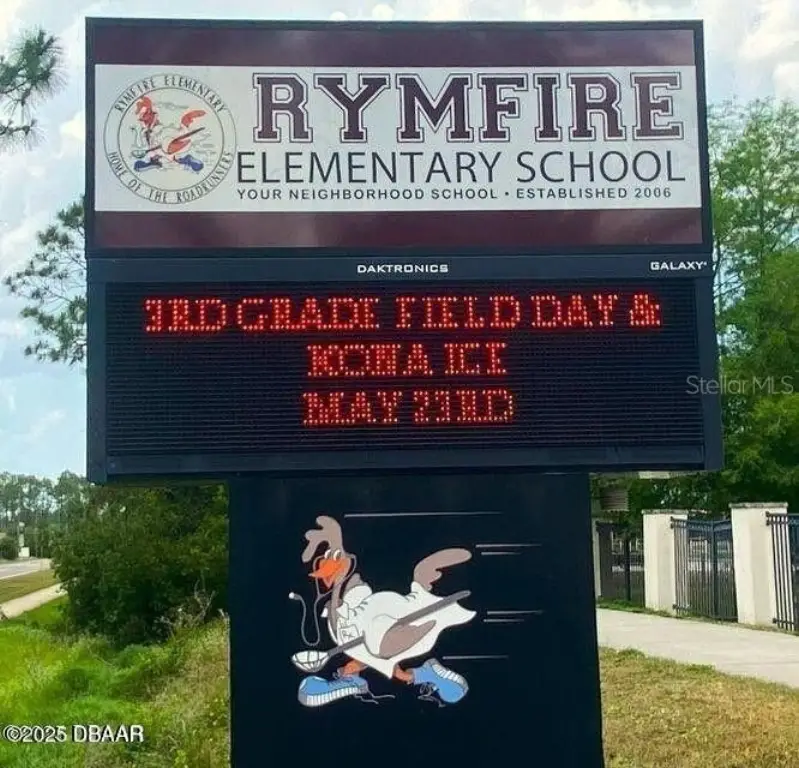 RYMFIRE ELEMENTARY
HOME OF THE ROADRUNNERS
RYMFIRE
ELEMENTARY SCHOOL
YOUR NEIGHBORHOOD SCHOOL • ESTABLISHED 2006
DAKTRONICS
GALAXY®
3RD GRADE FIELD DAY &
KONA ICE
MAY 23RD
Stellar MLS
©2025 DBAAR